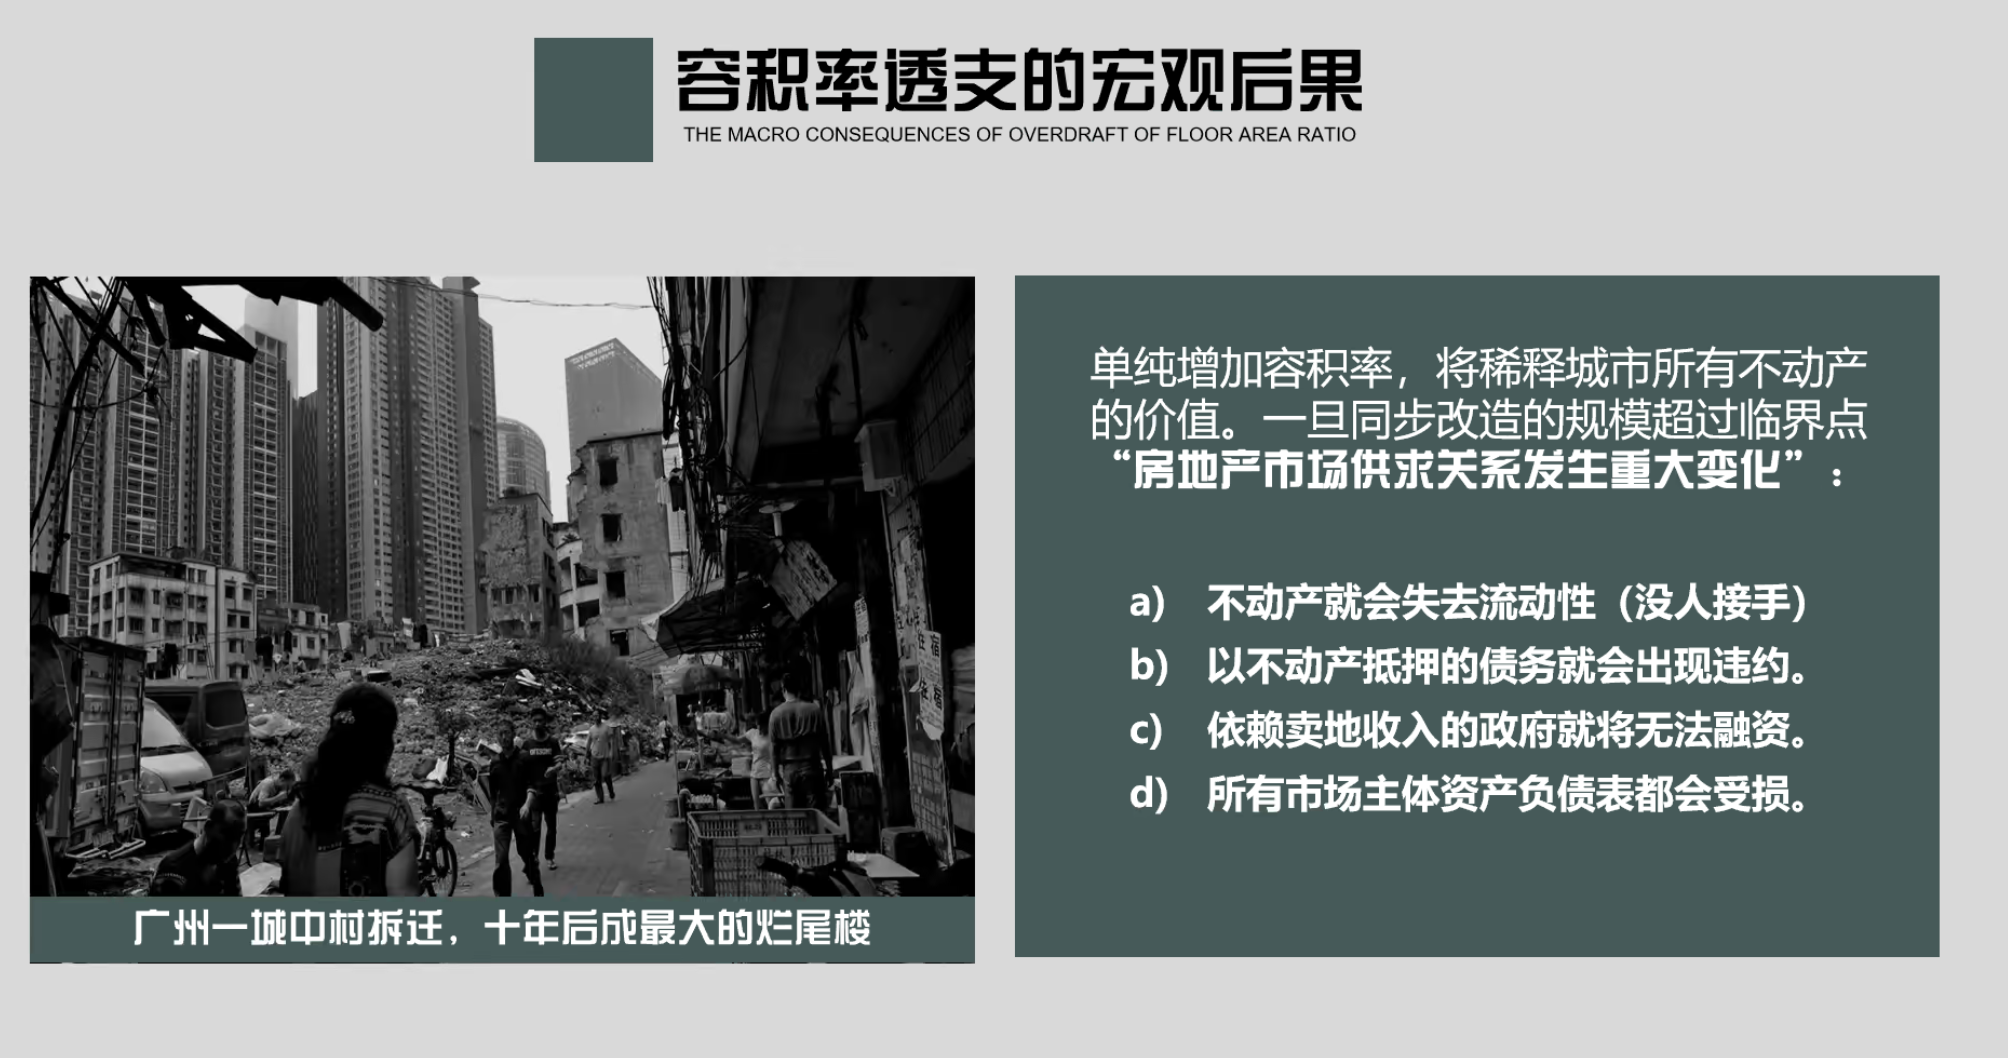 容积率透支的宏观后果
THE MACRO CONSEQUENCES OF OVERDRAFT OF FLOOR AREA RATIO
广州一城中村拆迁，十年后成最大的烂尾楼
单纯增加容积率，将稀释城市所有不动产
的价值。一旦同步改造的规模超过临界点
“房地产市场供求关系发生重大变化”：
a) 不动产就会失去流动性（没人接手）
b) 以不动产抵押的债务就会出现违约。
c) 依赖卖地收入的政府就将无法融资。
d) 所有市场主体资产负债表都会受损。